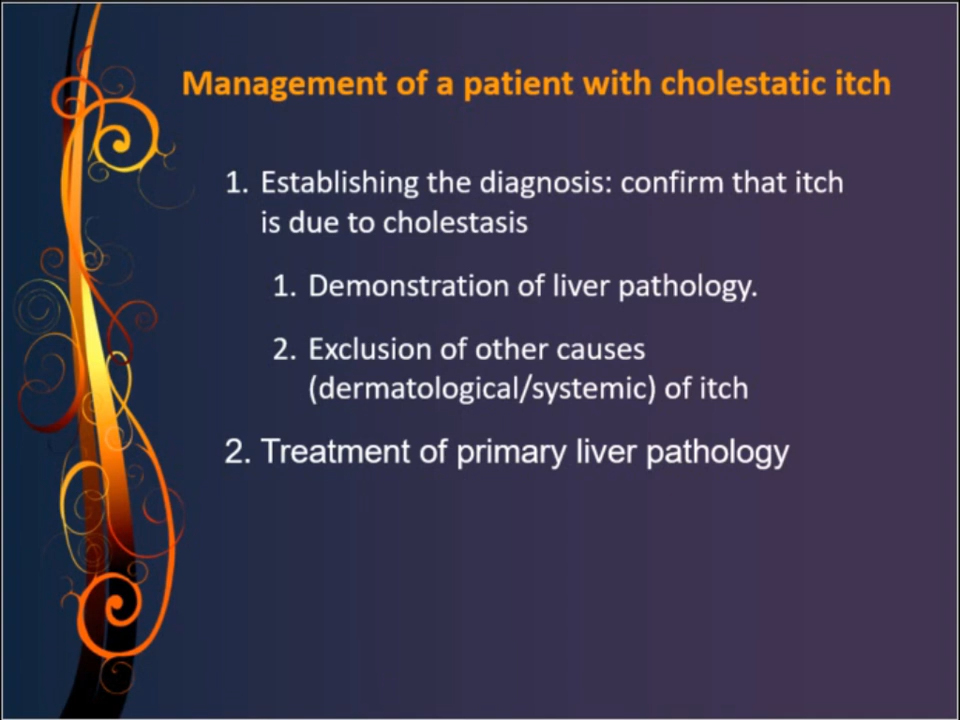 Management of a patient with cholestatic itch
1. Establishing the diagnosis: confirm that itch
is due to cholestasis
1. Demonstration of liver pathology.
2. Exclusion of other causes
(dermatological/systemic) of itch
2. Treatment of primary liver pathology